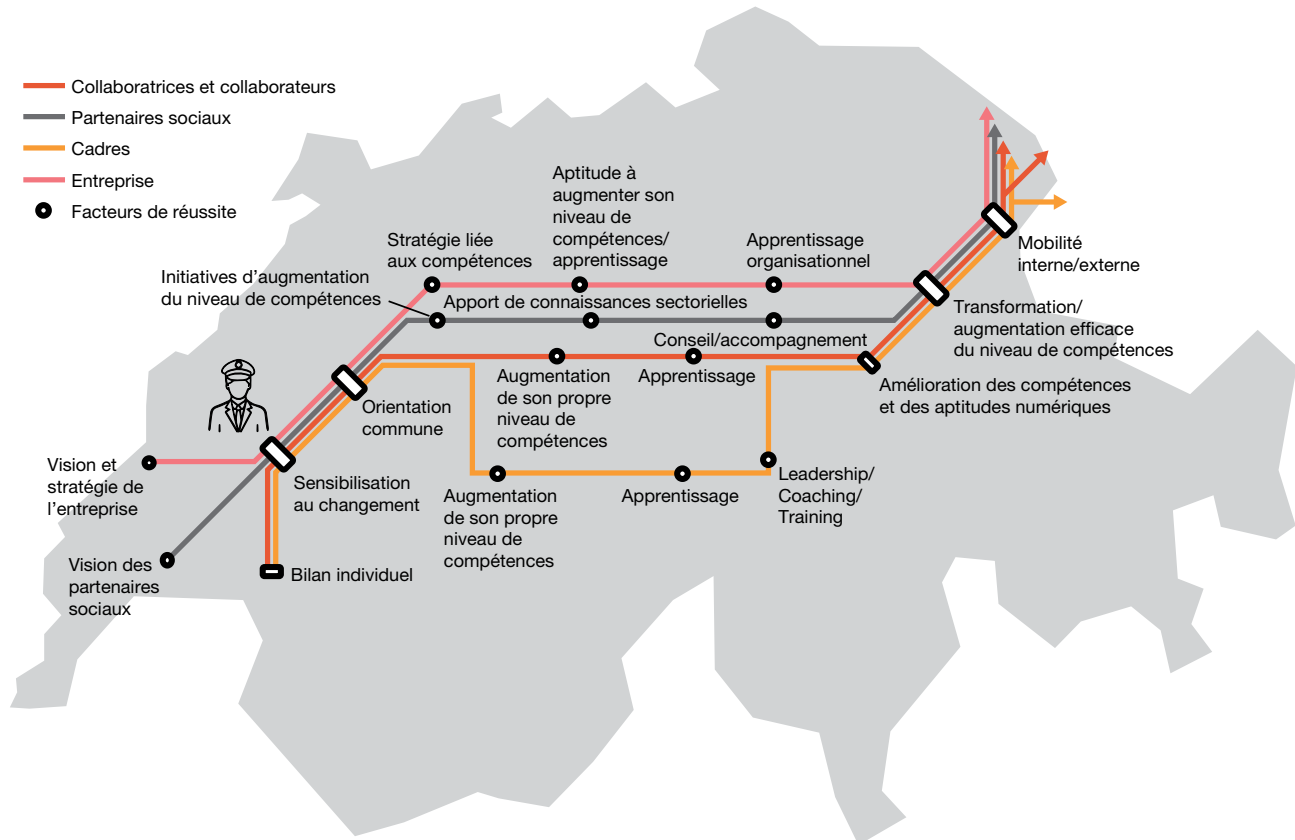 Collaboratrices et collaborateurs
Partenaires sociaux
Cadres
Entreprise
Facteurs de réussite
Aptitude à
augmenter son
niveau de
compétences/
apprentissage
Stratégie liée
aux compétences
Apprentissage
organisationnel
Mobilité
interne/externe
Initiatives d'augmentation
du niveau de compétences
Apport de connaissances sectorielles
Transformation/
augmentation efficace
du niveau de compétences
Conseil/accompagnement
Augmentation
de son propre
niveau de
compétences
Apprentissage
Amélioration des compétences
et des aptitudes numériques
Orientation
commune
Vision et
stratégie de
l'entreprise
Sensibilisation
au changement
Augmentation
de son propre
niveau de
compétences
Apprentissage
Leadership/
Coaching/
Training
Vision des
partenaires
sociaux
Bilan individuel